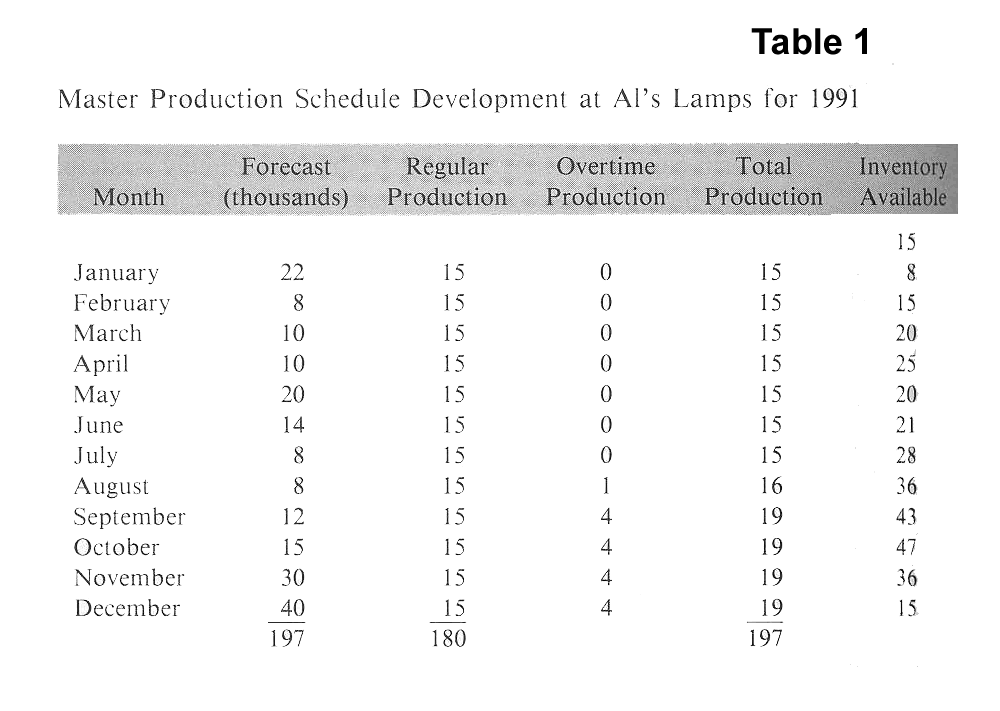 Table 1
Master Production Schedule Development at Al's Lamps for 1991
Forecast Regular Overtime Total Inventory
Month (thousands) Production Production Production Available
15
January 22 15 0 15 8
February 8 15 0 15 15
March 10 15 0 15 20
April 10 15 0 15 25
May 20 15 0 15 20
June 14 15 0 15 21
July 8 15 0 15 28
August 8 15 1 16 36
September 12 15 4 19 43
October 15 15 4 19 47
November 30 15 4 19 36
December 40 15 4 19 15
197 180 197